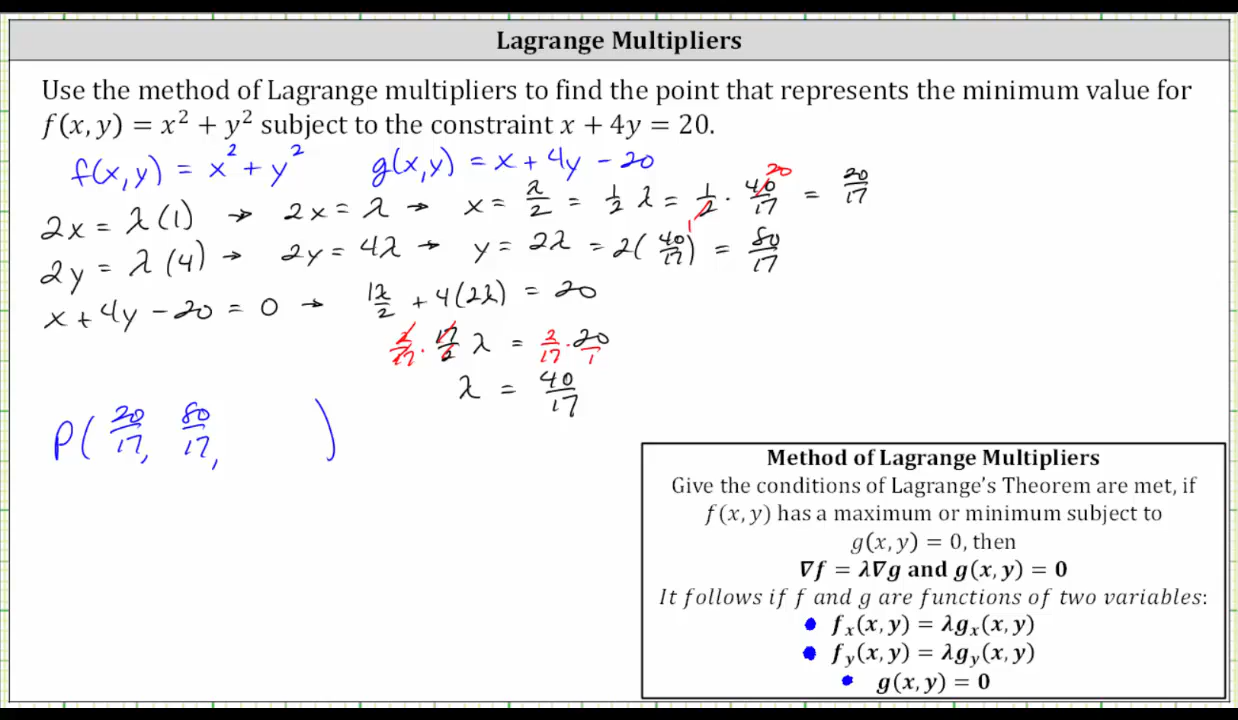 Lagrange Multipliers
Use the method of Lagrange multipliers to find the point that represents the minimum value for
f(x, y) = x² + y² subject to the constraint x + 4y = 20.
f(x,y) = x² + y² g(x,y) = x + 4y - 20
2x = λ(1) → 2x = λ → x = λ/2 = 1/2 λ = 1/2 · 40/17 = 20/17
20
1
2y = λ(4) → 2y = 4λ → y = 2λ = 2(40/17) = 80/17
x + 4y - 20 = 0 → 1λ/2 + 4(2λ) = 20
2/17 · 17/2 λ = 2/17 · 20/1
λ = 40/17
P(20/17, 80/17, )
Method of Lagrange Multipliers
Give the conditions of Lagrange's Theorem are met, if
f(x, y) has a maximum or minimum subject to
g(x, y) = 0, then
∇f = λ∇g and g(x, y) = 0
It follows if f and g are functions of two variables:
• fₓ(x, y) = λgₓ(x, y)
• f_y(x, y) = λg_y(x, y)
• g(x, y) = 0